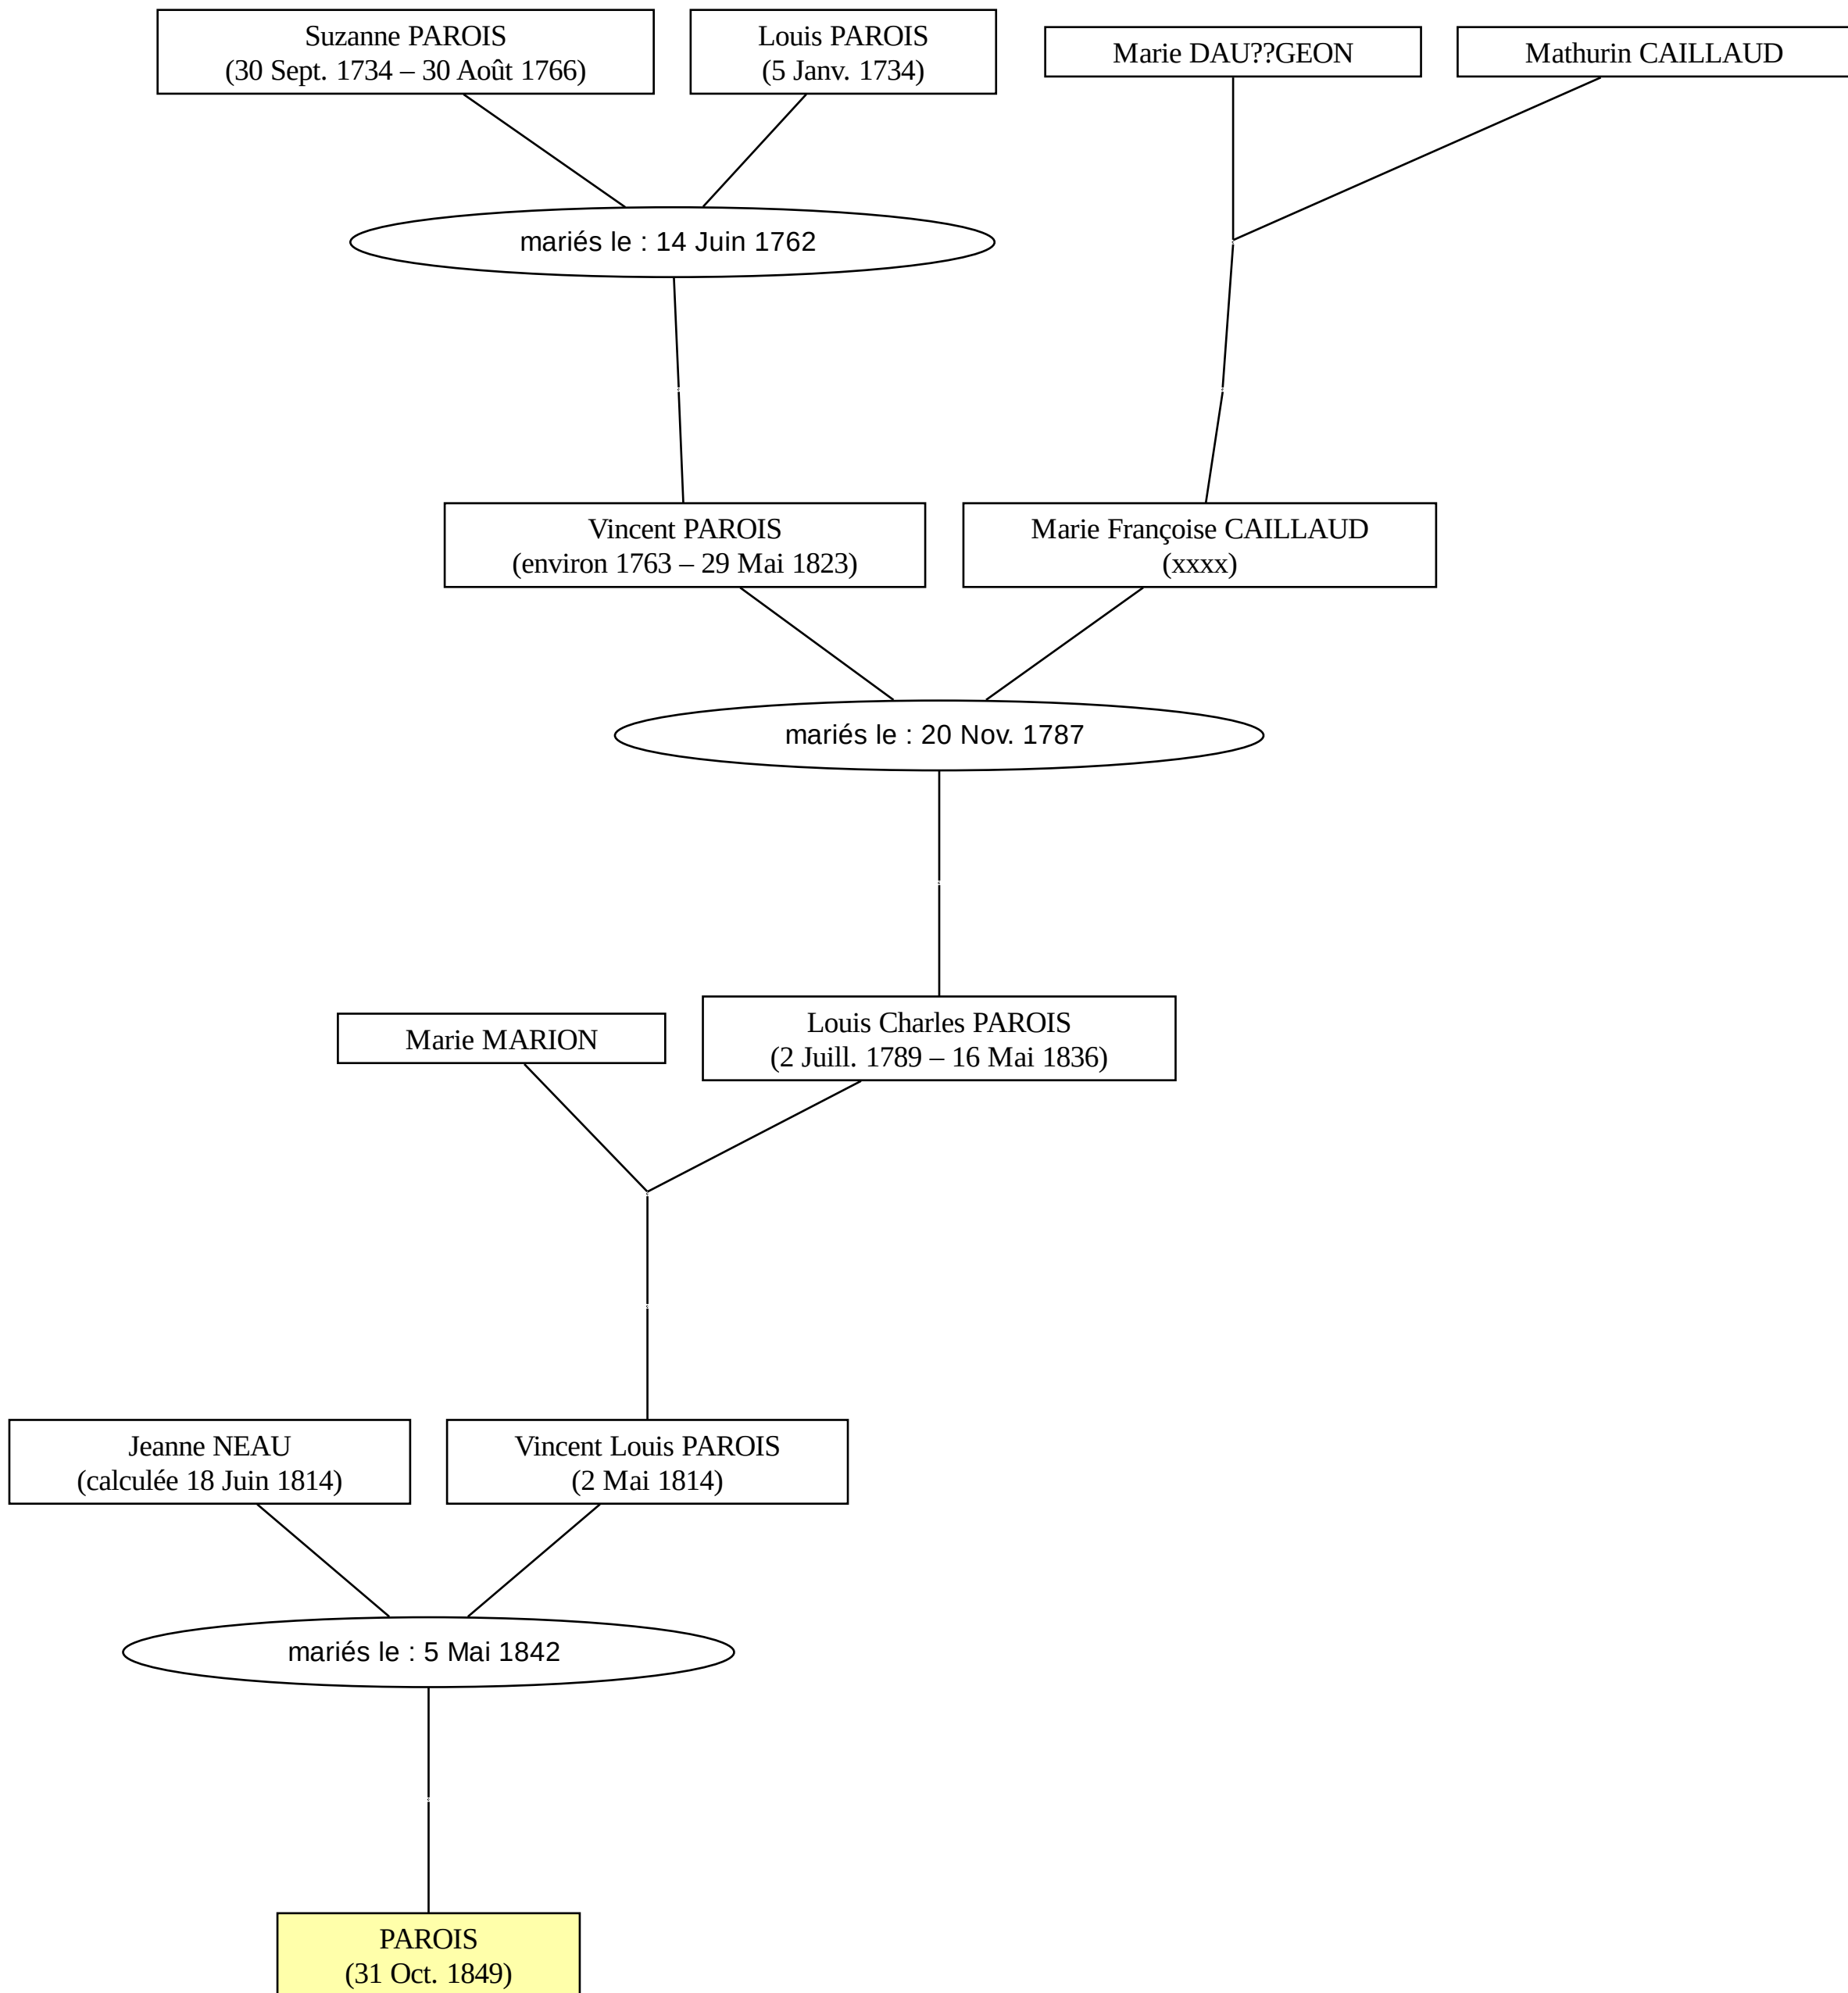 Suzanne PAROIS
(30 Sept. 1734 – 30 Août 1766)
Louis PAROIS
(5 Janv. 1734)
Marie DAU??GEON
Mathurin CAILLAUD
mariés le : 14 Juin 1762
Vincent PAROIS
(environ 1763 – 29 Mai 1823)
Marie Françoise CAILLAUD
(xxxx)
mariés le : 20 Nov. 1787
Marie MARION
Louis Charles PAROIS
(2 Juill. 1789 – 16 Mai 1836)
Jeanne NEAU
(calculée 18 Juin 1814)
Vincent Louis PAROIS
(2 Mai 1814)
mariés le : 5 Mai 1842
PAROIS
(31 Oct. 1849)